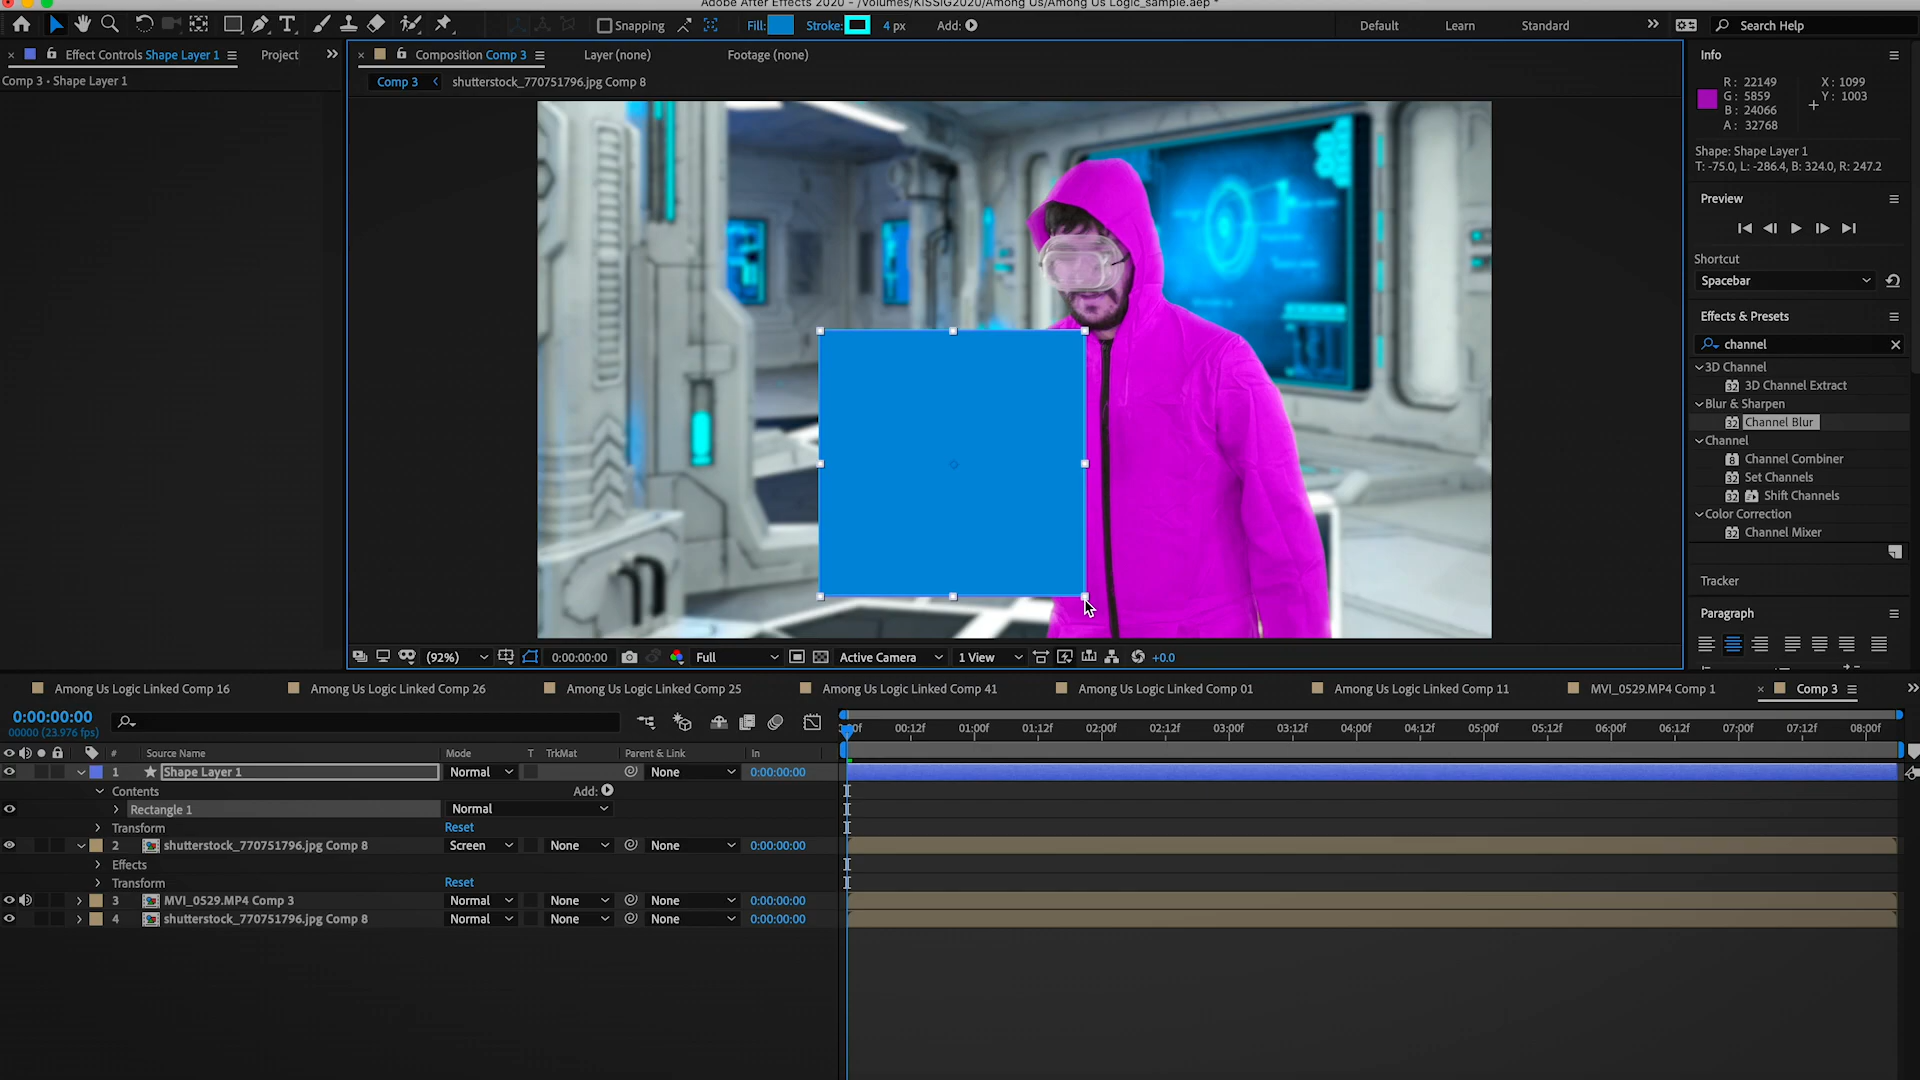 Adobe After Effects 2020 - /Volumes/KISSIG2020/Among Us/Among Us Logic_sample.aep *
Snapping
Fill:
Stroke:
4 px
Add:
Default
Learn
Standard
Search Help
Effect Controls Shape Layer 1
Project
Composition Comp 3
Layer (none)
Footage (none)
Comp 3 • Shape Layer 1
Comp 3
shutterstock_770751796.jpg Comp 8
Info
R: 22149
G: 5859
B: 24066
A: 32768
X: 1099
Y: 1003
Shape: Shape Layer 1
T: -75.0, L: -286.4, B: 324.0, R: 247.2
Preview
Shortcut
Spacebar
Effects & Presets
channel
3D Channel
3D Channel Extract
Blur & Sharpen
Channel Blur
Channel
Channel Combiner
Set Channels
Shift Channels
Color Correction
Channel Mixer
Tracker
Paragraph
(92%)
0:00:00:00
Full
Active Camera
1 View
+0.0
Among Us Logic Linked Comp 16
Among Us Logic Linked Comp 26
Among Us Logic Linked Comp 25
Among Us Logic Linked Comp 41
Among Us Logic Linked Comp 01
Among Us Logic Linked Comp 11
MVI_0529.MP4 Comp 1
Comp 3
0:00:00:00
00000 (23.976 fps)
00:12f 01:00f 01:12f 02:00f 02:12f 03:00f 03:12f 04:00f 04:12f 05:00f 05:12f 06:00f 06:12f 07:00f 07:12f 08:00f
# Source Name Mode T TrkMat Parent & Link In
1 Shape Layer 1 Normal None 0:00:00:00
Contents Add:
Rectangle 1 Normal
Transform Reset
2 shutterstock_770751796.jpg Comp 8 Screen None None 0:00:00:00
Effects
Transform Reset
3 MVI_0529.MP4 Comp 3 Normal None None 0:00:00:00
4 shutterstock_770751796.jpg Comp 8 Normal None None 0:00:00:00